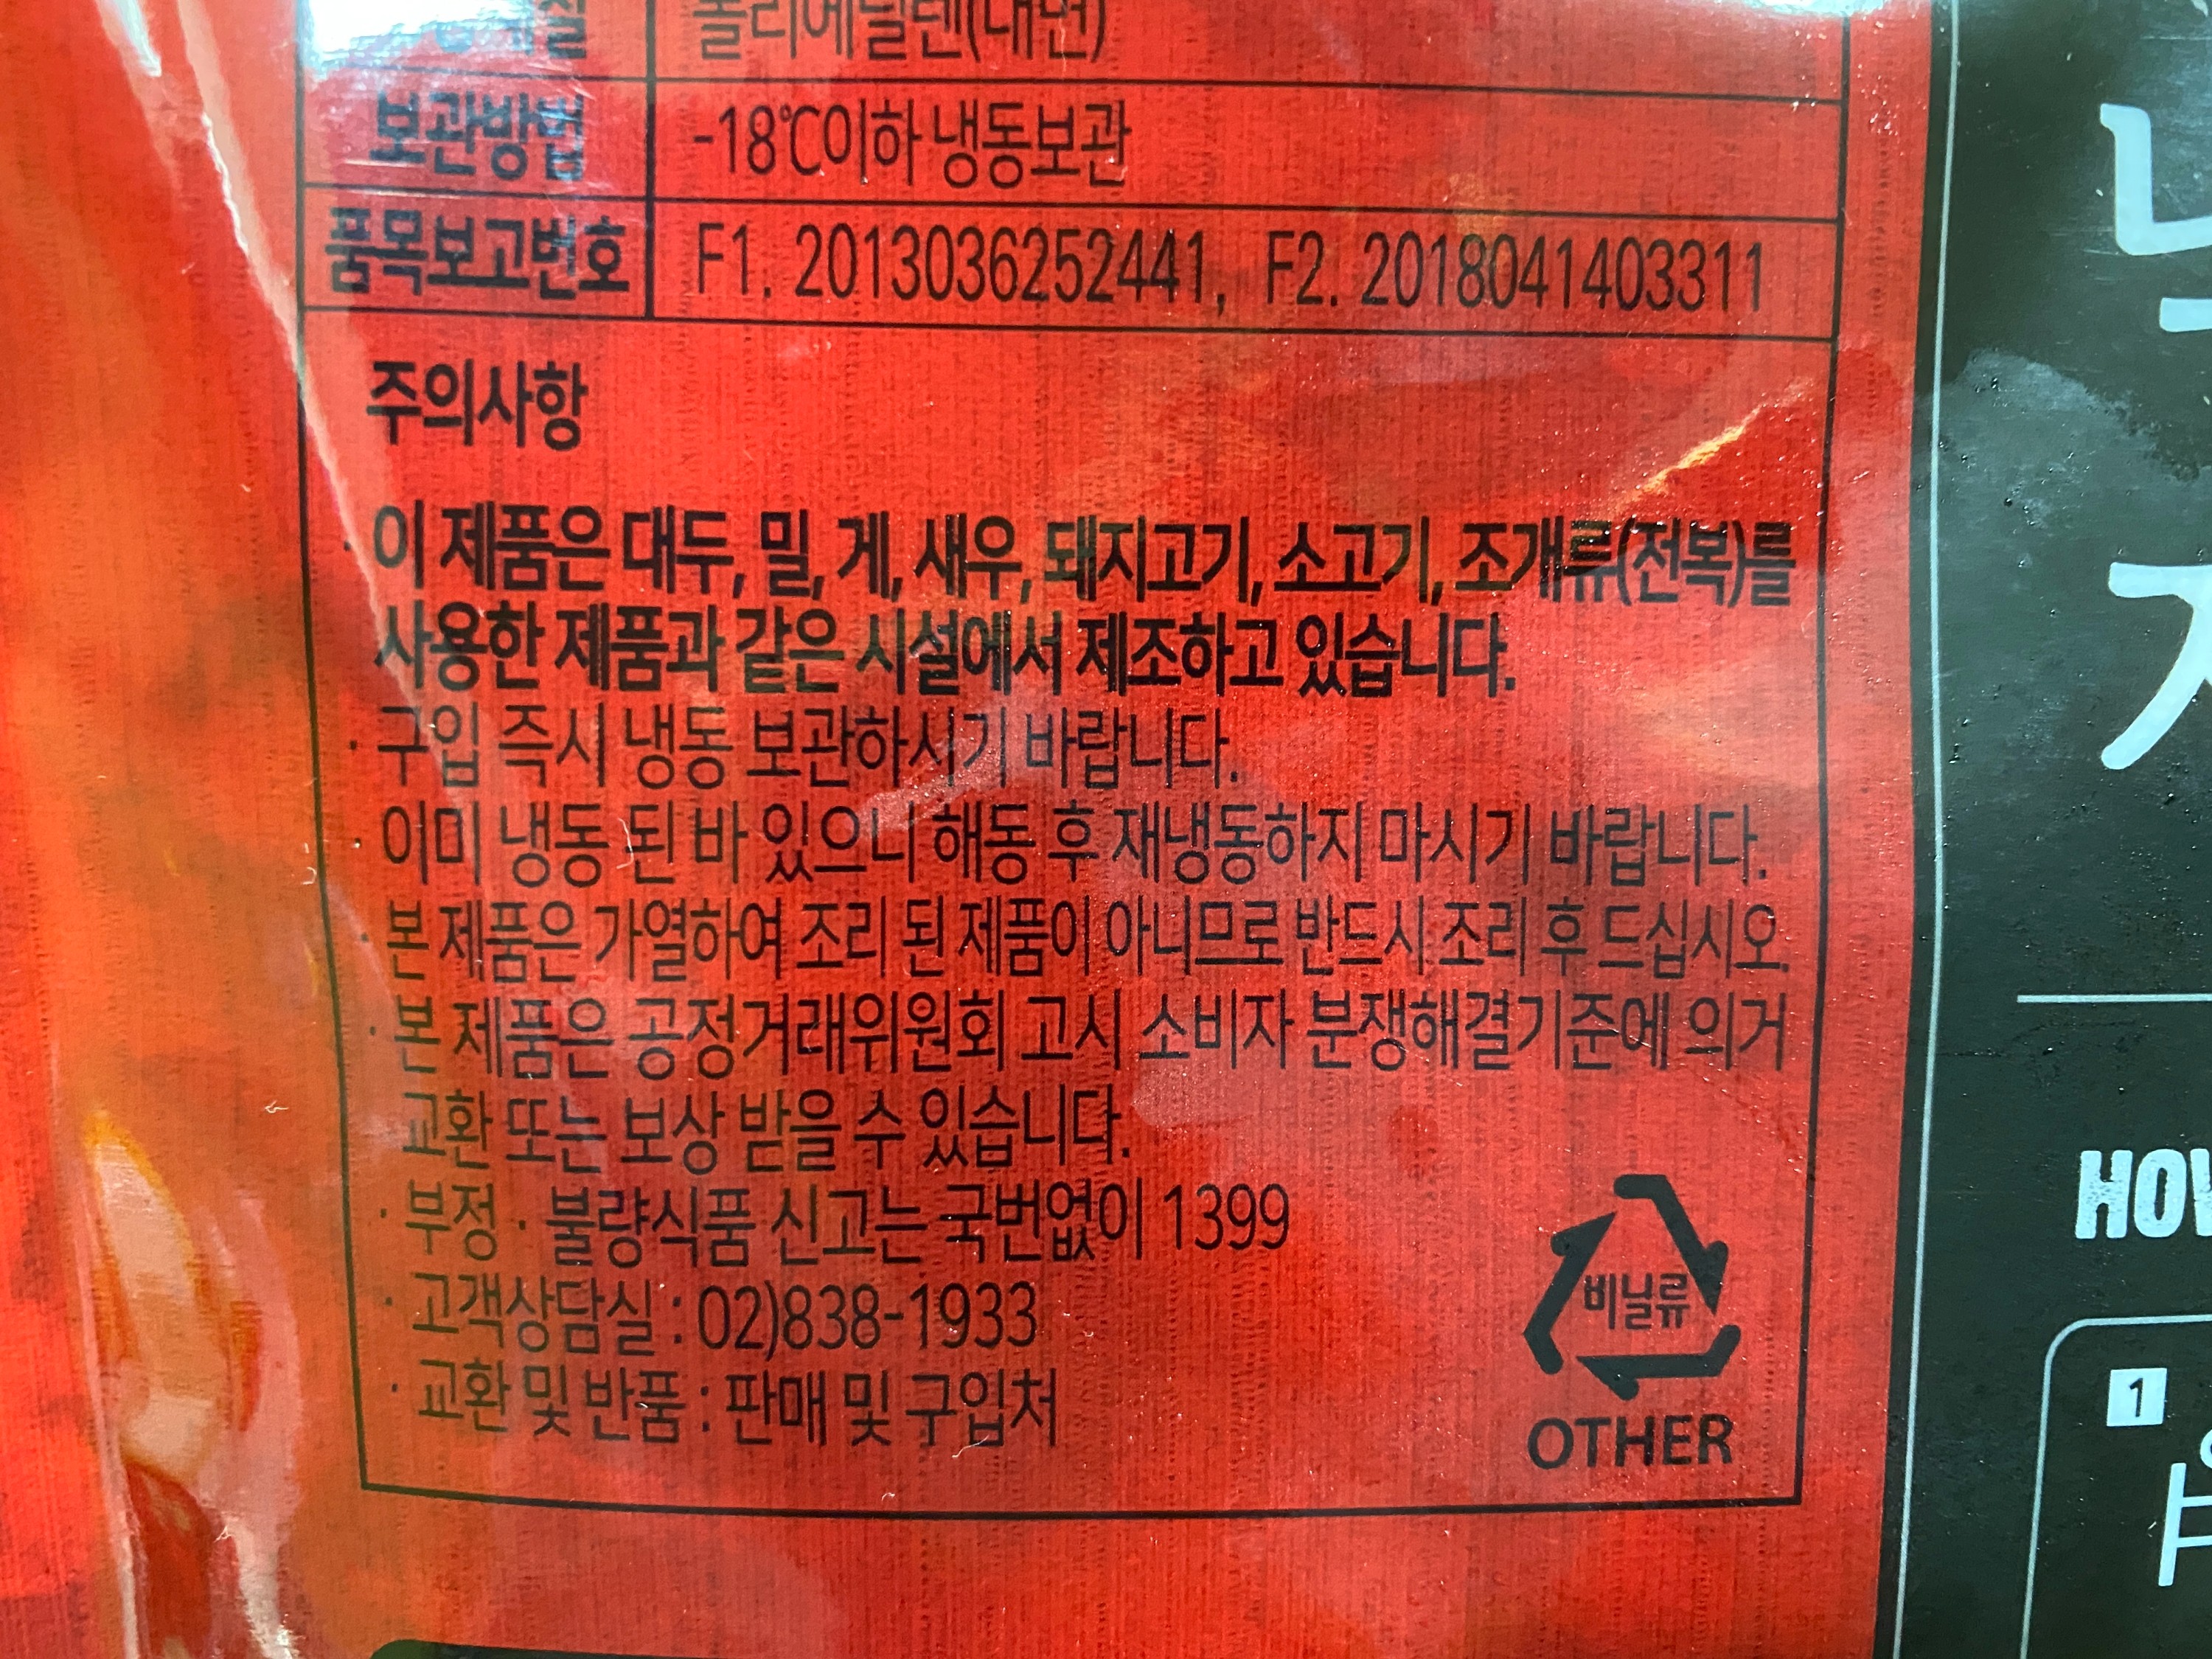 폴리에틸렌(내면)
보관방법 -18℃이하 냉동보관
품목보고번호 F1. 2013036252441, F2. 2018041403311
주의사항
· 이 제품은 대두, 밀, 게, 새우, 돼지고기, 소고기, 조개류(전복)를
사용한 제품과 같은 시설에서 제조하고 있습니다.
· 구입 즉시 냉동 보관하시기 바랍니다.
· 이미 냉동 된 바 있으니 해동 후 재냉동하지 마시기 바랍니다.
· 본 제품은 가열하여 조리 된 제품이 아니므로 반드시 조리 후 드십시오.
· 본 제품은 공정거래위원회 고시 소비자 분쟁해결기준에 의거
교환 또는 보상 받을 수 있습니다.
· 부정 · 불량식품 신고는 국번없이 1399
· 고객상담실 : 02)838-1933
· 교환 및 반품 : 판매 및 구입처
비닐류
OTHER
1